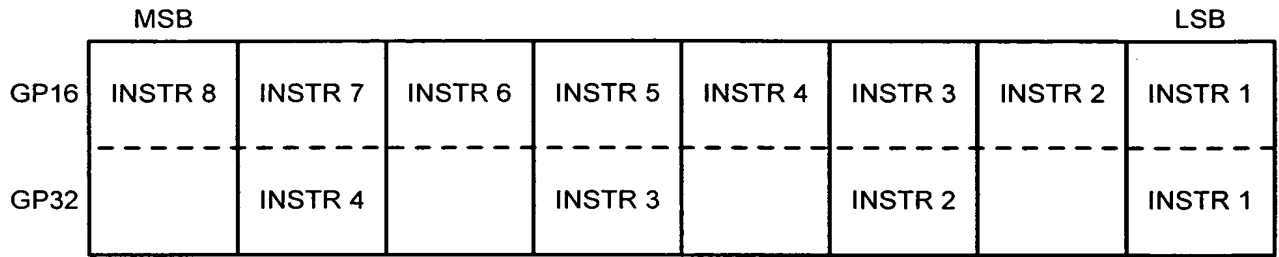 MSB LSB
GP16 INSTR 8 INSTR 7 INSTR 6 INSTR 5 INSTR 4 INSTR 3 INSTR 2 INSTR 1
GP32 INSTR 4 INSTR 3 INSTR 2 INSTR 1